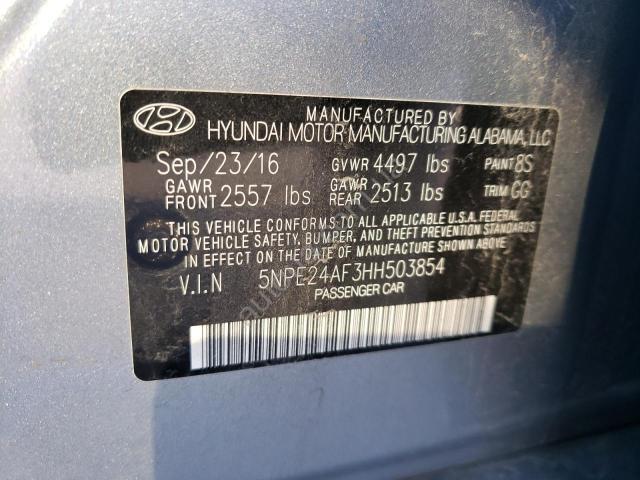 MANUFACTURED BY
HYUNDAI MOTOR MANUFACTURING ALABAMA, LLC
Sep/23/16 GVWR 4497 lbs PAINT 8S
GAWR FRONT 2557 lbs GAWR REAR 2513 lbs TRIM CG
THIS VEHICLE CONFORMS TO ALL APPLICABLE U.S.A. FEDERAL
MOTOR VEHICLE SAFETY, BUMPER, AND THEFT PREVENTION STANDARDS
IN EFFECT ON THE DATE OF MANUFACTURE SHOWN ABOVE.
V.I.N 5NPE24AF3HH503854
PASSENGER CAR